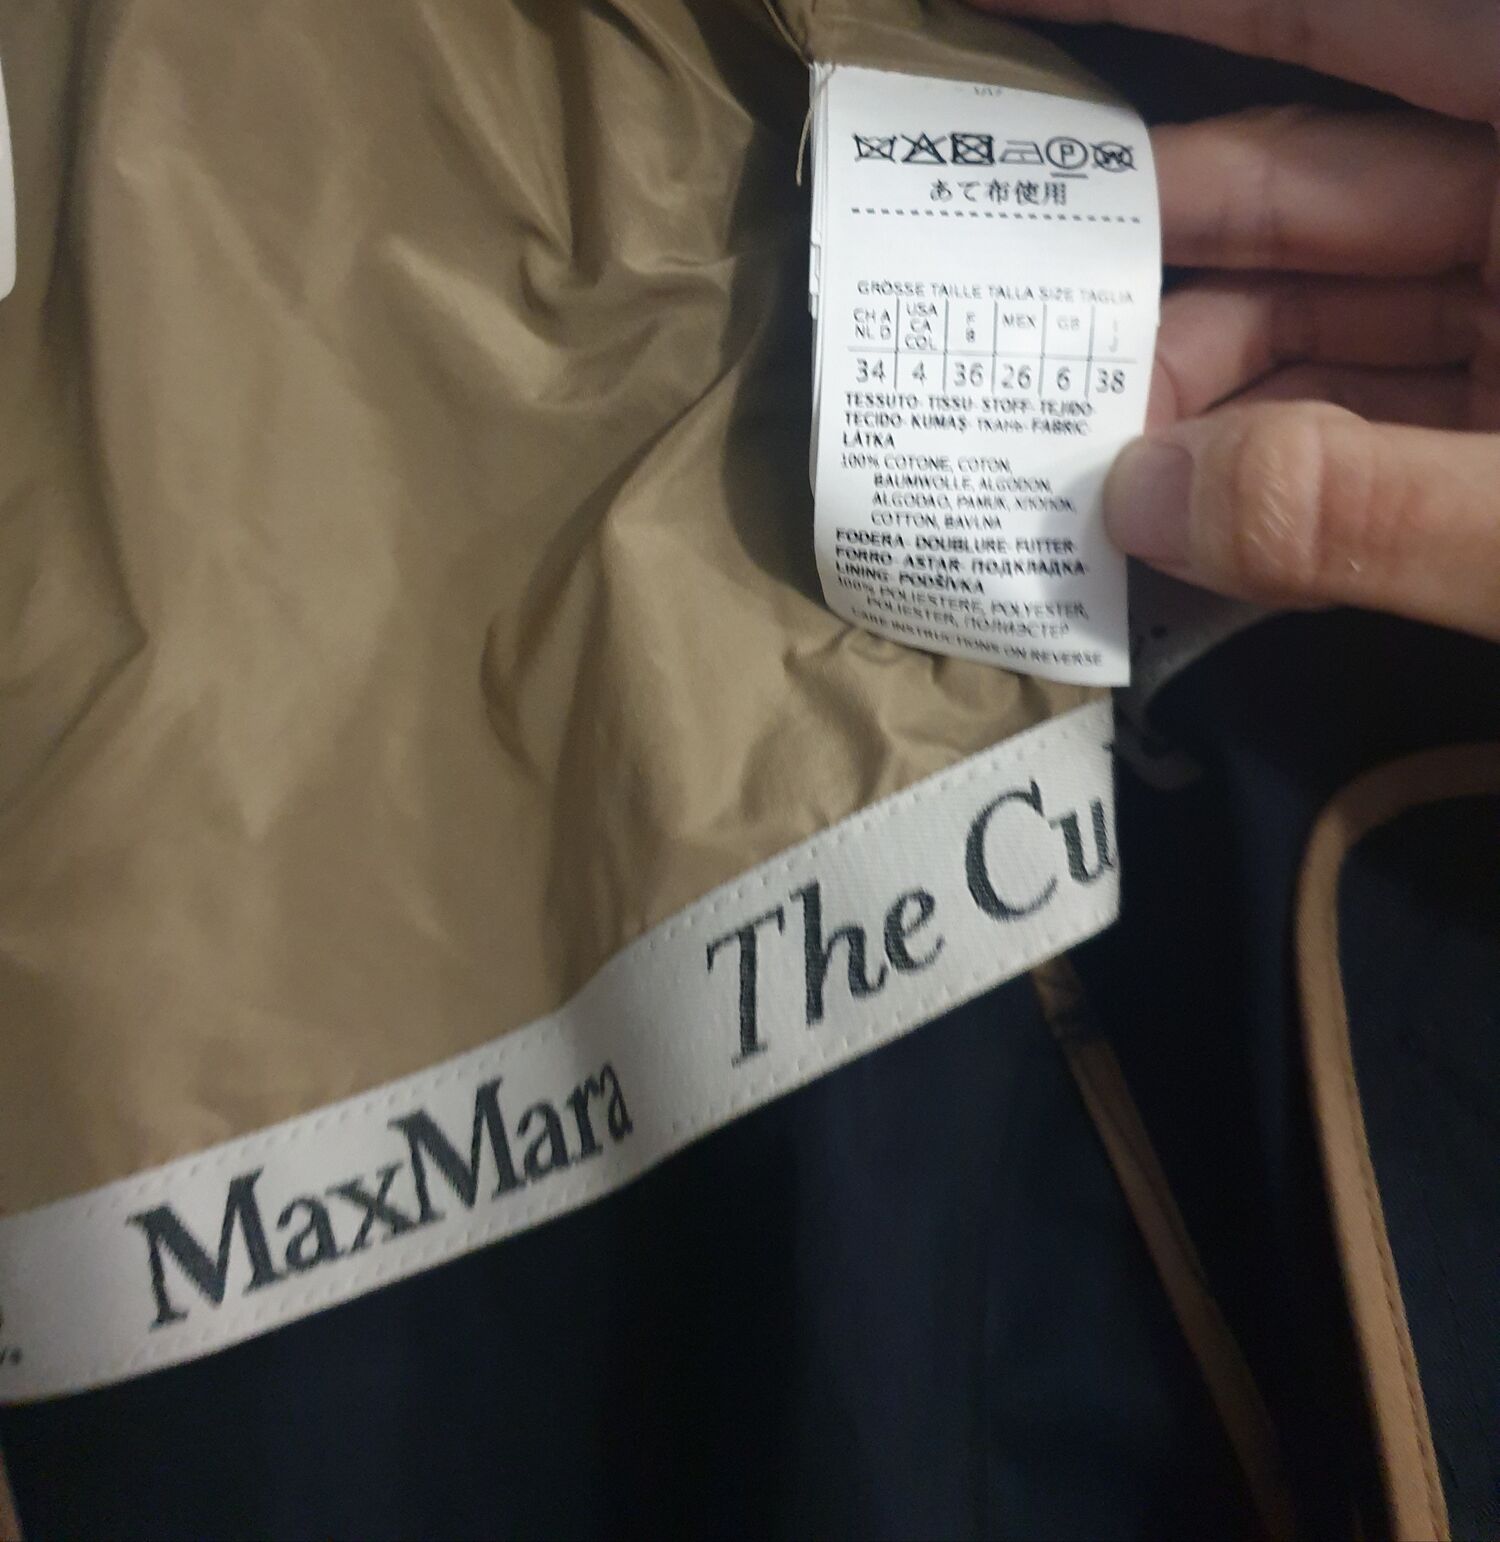 P W
あて布使用
GRÖSSE TAILLE TALLA SIZE TAGLIA
CH A USA F MEX GB I
NL D CA B J
COL
34 4 36 26 6 38
TESSUTO- TISSU- STOFF- TEJIDO-
TECIDO- KUMAŞ- ТКАНЬ- FABRIC-
LÁTKA
100% COTONE, COTON,
BAUMWOLLE, ALGODON,
ALGODAO, PAMUK, ХЛОПОК,
COTTON, BAVLNA
FODERA- DOUBLURE- FUTTER-
FORRO- ASTAR- ПОДКЛАДКА-
LINING- PODŠÍVKA
100% POLIESTERE, POLYESTER,
POLIESTER, ПОЛИЭСТЕР
CARE INSTRUCTIONS ON REVERSE
MaxMara The Cu